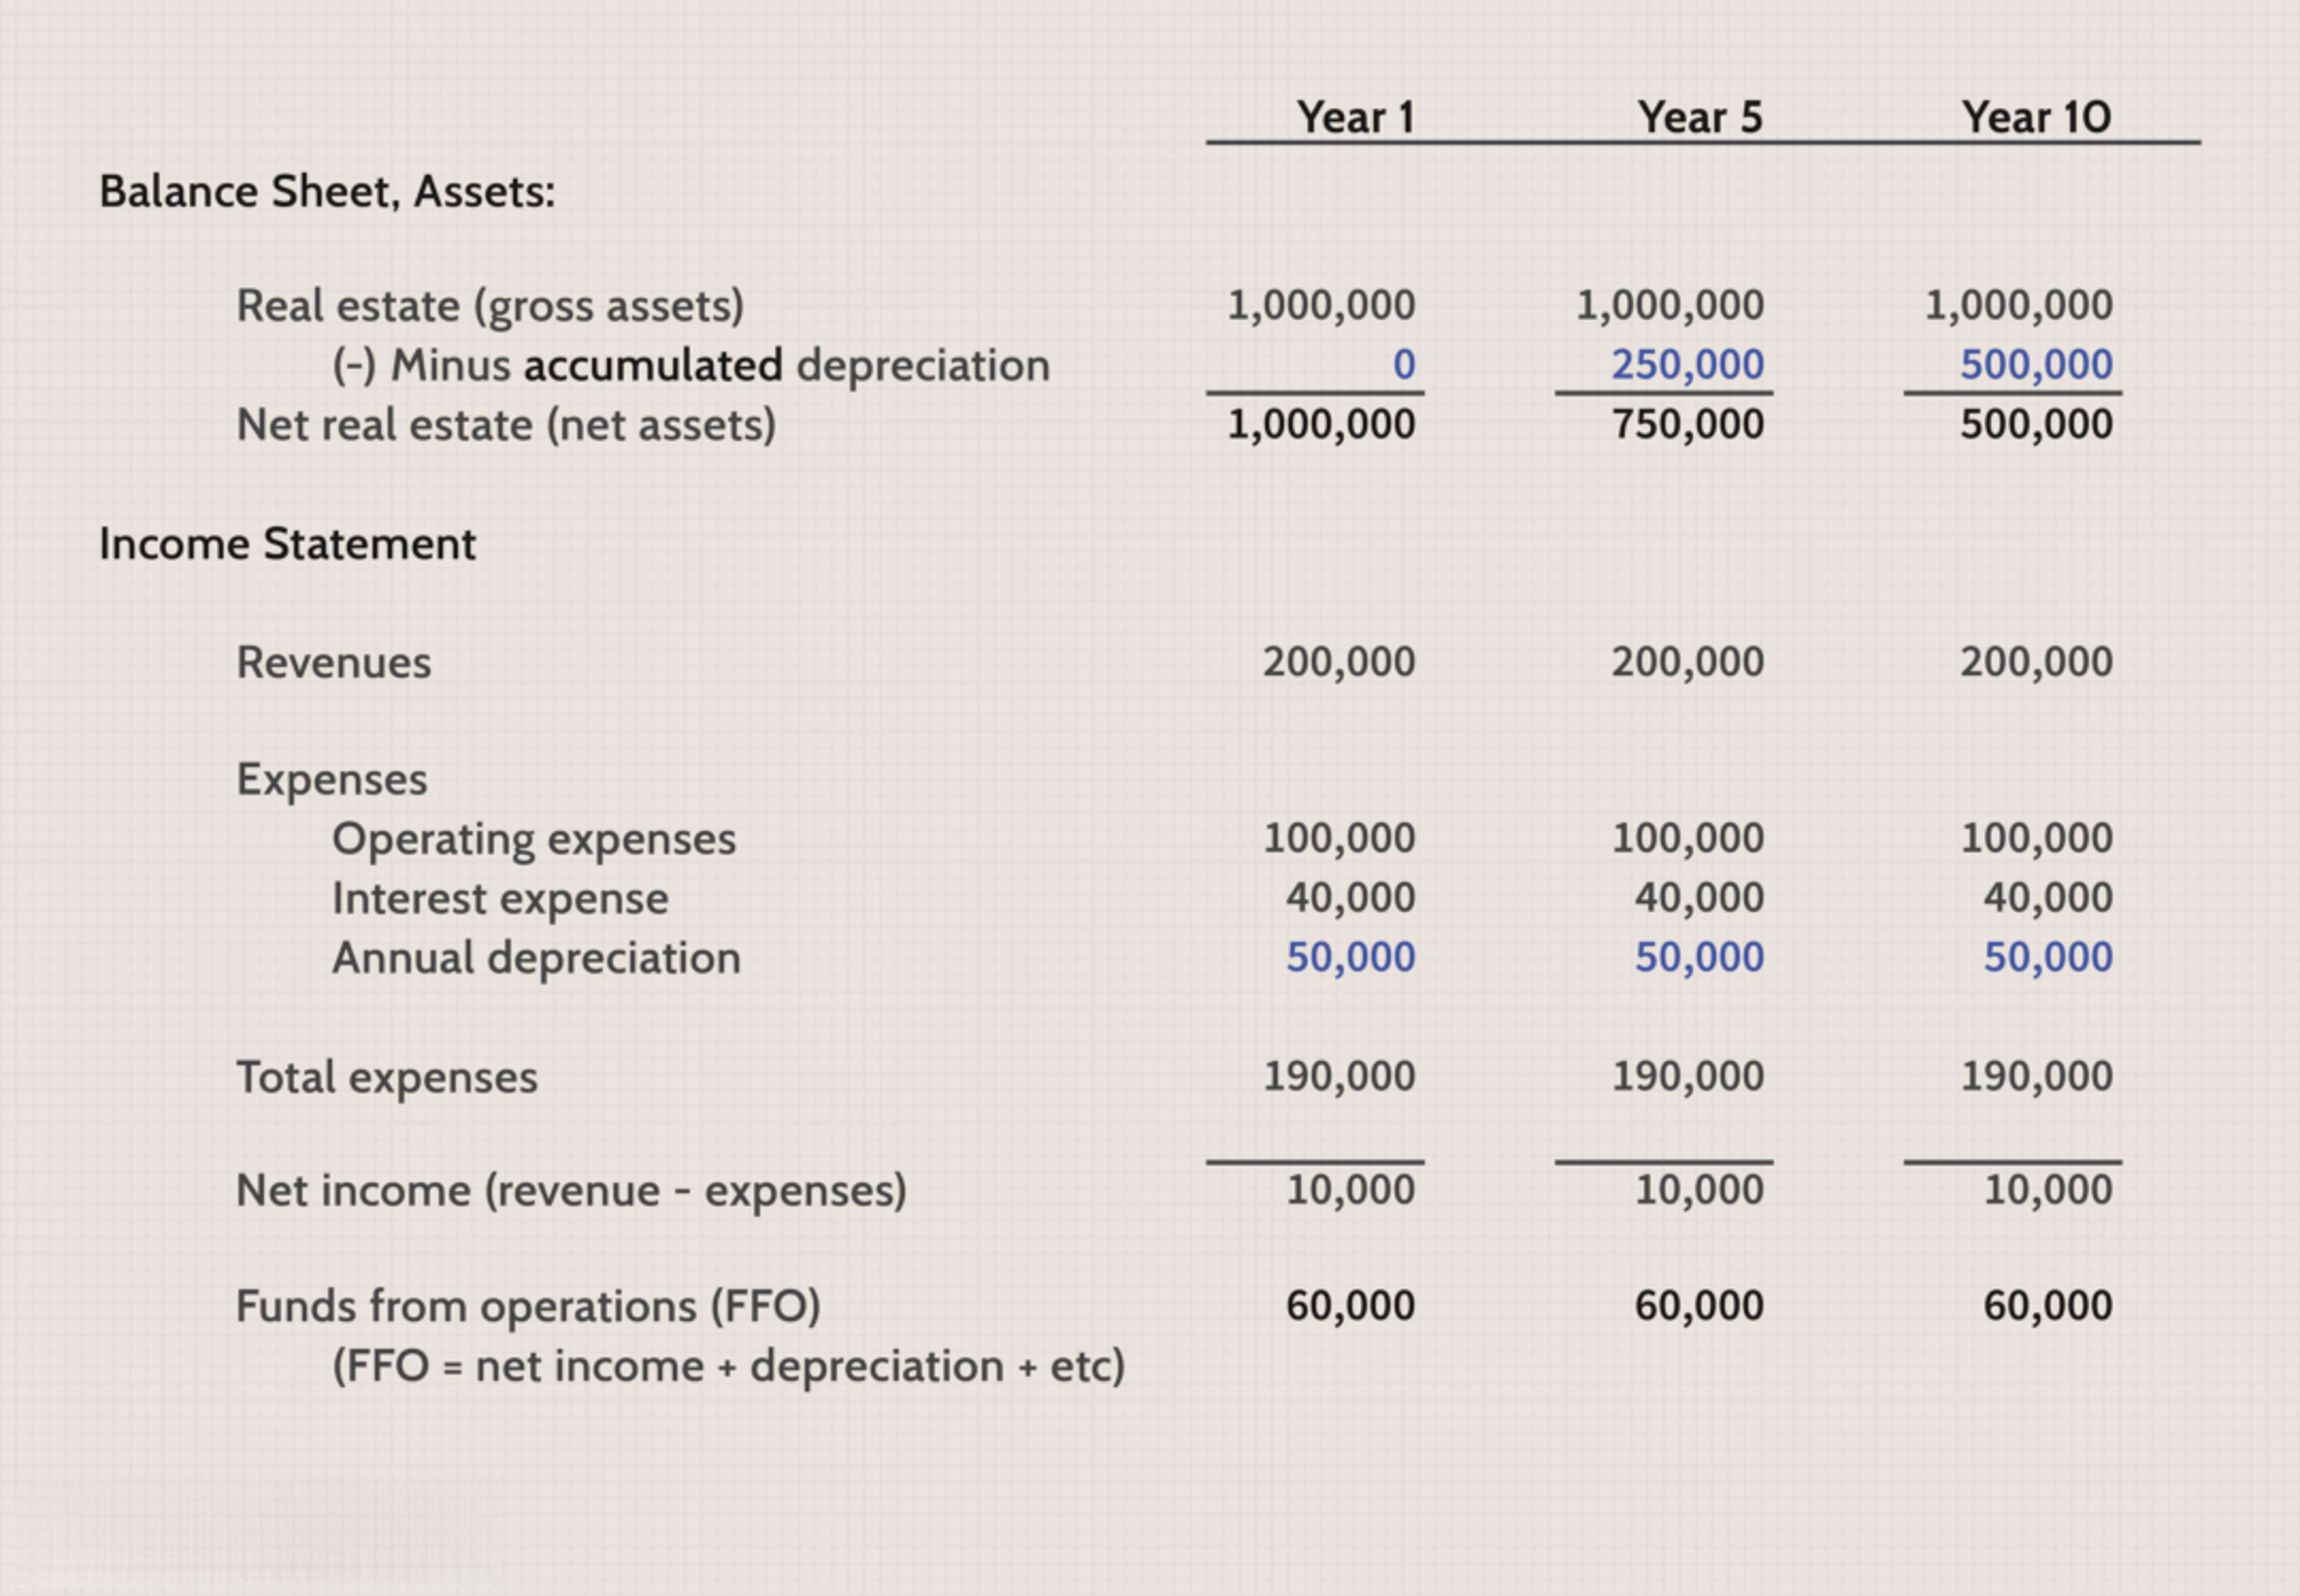 Year 1 Year 5 Year 10
Balance Sheet, Assets:
Real estate (gross assets) 1,000,000 1,000,000 1,000,000
(-) Minus accumulated depreciation 0 250,000 500,000
Net real estate (net assets) 1,000,000 750,000 500,000
Income Statement
Revenues 200,000 200,000 200,000
Expenses
Operating expenses 100,000 100,000 100,000
Interest expense 40,000 40,000 40,000
Annual depreciation 50,000 50,000 50,000
Total expenses 190,000 190,000 190,000
Net income (revenue - expenses) 10,000 10,000 10,000
Funds from operations (FFO) 60,000 60,000 60,000
(FFO = net income + depreciation + etc)